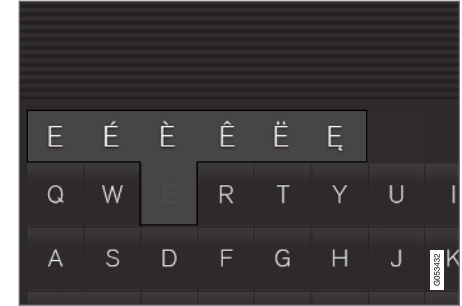 E É È Ê Ë Ę
Q W E R T Y U I
A S D F G H J K
G053432